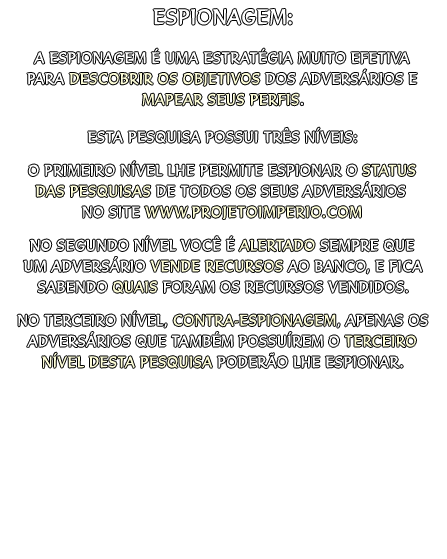 ESPIONAGEM:
A ESPIONAGEM É UMA ESTRATÉGIA MUITO EFETIVA
PARA DESCOBRIR OS OBJETIVOS DOS ADVERSÁRIOS E
MAPEAR SEUS PERFIS.
ESTA PESQUISA POSSUI TRÊS NÍVEIS:
O PRIMEIRO NÍVEL LHE PERMITE ESPIONAR O STATUS
DAS PESQUISAS DE TODOS OS SEUS ADVERSÁRIOS
NO SITE WWW.PROJETOIMPERIO.COM
NO SEGUNDO NÍVEL VOCÊ É ALERTADO SEMPRE QUE
UM ADVERSÁRIO VENDE RECURSOS AO BANCO, E FICA
SABENDO QUAIS FORAM OS RECURSOS VENDIDOS.
NO TERCEIRO NÍVEL, CONTRA-ESPIONAGEM, APENAS OS
ADVERSÁRIOS QUE TAMBÉM POSSUÍREM O TERCEIRO
NÍVEL DESTA PESQUISA PODERÃO LHE ESPIONAR.